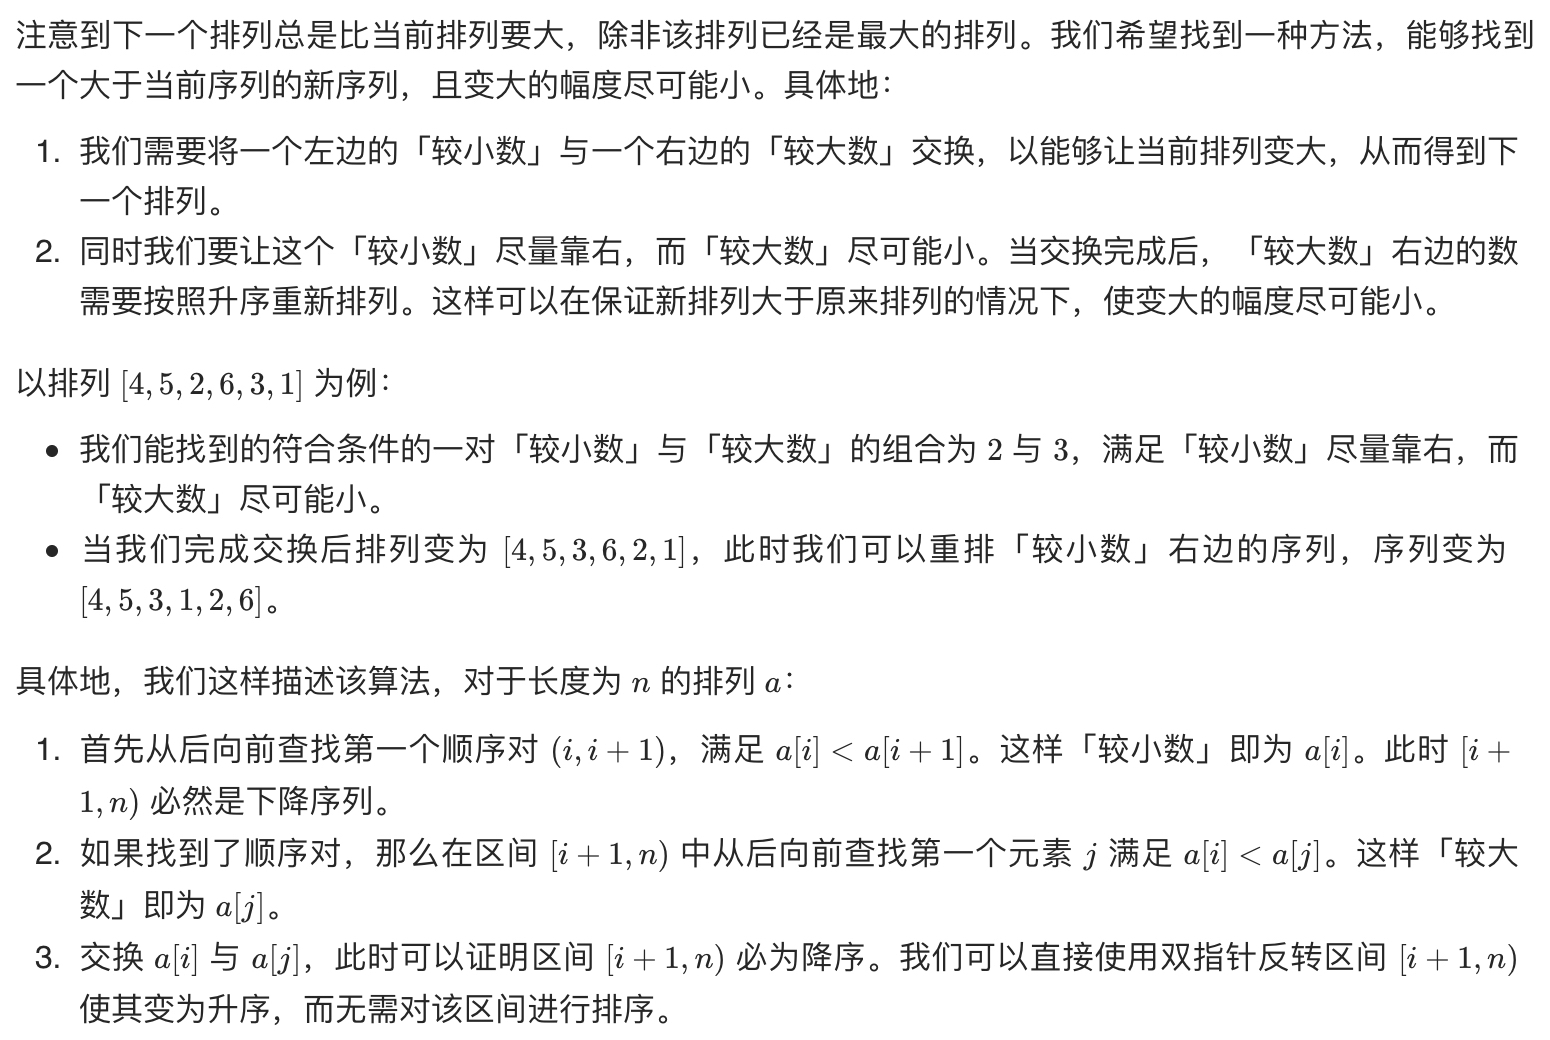 注意到下一个排列总是比当前排列要大，除非该排列已经是最大的排列。我们希望找到一种方法，能够找到
一个大于当前序列的新序列，且变大的幅度尽可能小。具体地：
1. 我们需要将一个左边的「较小数」与一个右边的「较大数」交换，以能够让当前排列变大，从而得到下
一个排列。
2. 同时我们要让这个「较小数」尽量靠右，而「较大数」尽可能小。当交换完成后，「较大数」右边的数
需要按照升序重新排列。这样可以在保证新排列大于原来排列的情况下，使变大的幅度尽可能小。
以排列 [4, 5, 2, 6, 3, 1] 为例：
• 我们能找到的符合条件的一对「较小数」与「较大数」的组合为 2 与 3，满足「较小数」尽量靠右，而
「较大数」尽可能小。
• 当我们完成交换后排列变为 [4, 5, 3, 6, 2, 1]，此时我们可以重排「较小数」右边的序列，序列变为
[4, 5, 3, 1, 2, 6]。
具体地，我们这样描述该算法，对于长度为 n 的排列 a：
1. 首先从后向前查找第一个顺序对 (i, i + 1)，满足 a[i] < a[i + 1]。这样「较小数」即为 a[i]。此时 [i +
1, n) 必然是下降序列。
2. 如果找到了顺序对，那么在区间 [i + 1, n) 中从后向前查找第一个元素 j 满足 a[i] < a[j]。这样「较大
数」即为 a[j]。
3. 交换 a[i] 与 a[j]，此时可以证明区间 [i + 1, n) 必为降序。我们可以直接使用双指针反转区间 [i + 1, n)
使其变为升序，而无需对该区间进行排序。